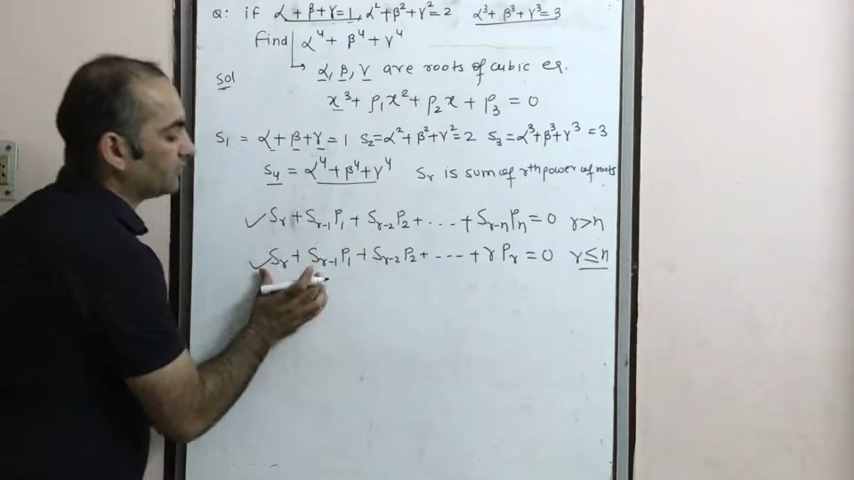 Q: if α+β+γ=1, α²+β²+γ²=2 α³+β³+γ³=3
Find α⁴+β⁴+γ⁴
Sol α, β, γ are roots of cubic eq.
x³+P₁x²+P₂x+P₃=0
S₁=α+β+γ=1 S₂=α²+β²+γ²=2 S₃=α³+β³+γ³=3
S₄=α⁴+β⁴+γ⁴ Sᵣ is sum of rth power of roots
✓Sᵣ+Sᵣ₋₁P₁+Sᵣ₋₂P₂+...+Sᵣ₋ₙPₙ=0 r>n
✓Sᵣ+Sᵣ₋₁P₁+Sᵣ₋₂P₂+----+rPᵣ=0 r≤n